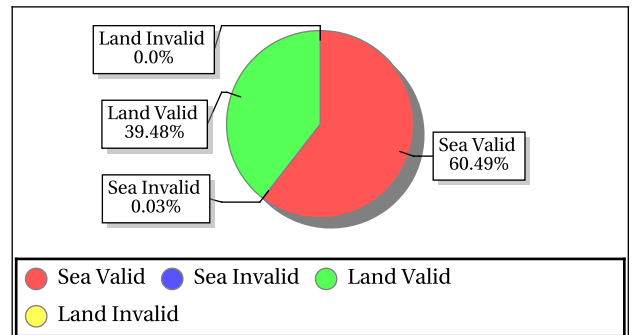 Land Invalid
0.0%
Land Valid
39.48%
Sea Valid
60.49%
Sea Invalid
0.03%
Sea Valid Sea Invalid Land Valid
Land Invalid